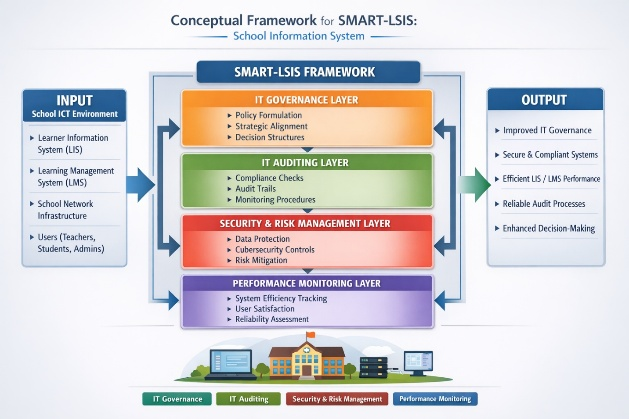 Conceptual Framework for SMART-LSIS:
School Information System
INPUT
School ICT Environment
Learner Information
System (LIS)
Learning Management
System (LMS)
School Network
Infrastructure
Users (Teachers,
Students, Admins)
SMART-LSIS FRAMEWORK
IT GOVERNANCE LAYER
Policy Formulation
Strategic Alignment
Decision Structures
IT AUDITING LAYER
Compliance Checks
Audit Trails
Monitoring Procedures
SECURITY & RISK MANAGEMENT LAYER
Data Protection
Cubersecurity Controls
Risk Mitigation
PERFORMANCE MONITORING LAYER
System Efficiency Tracking
User Satisfaction
Reliability Assessment
OUTPUT
Improved IT Governance
Secure & Compliant Systems
Efficient LIS / LMS Performance
Reliable Audit Processes
Enhanced Decision-Making
IT Governance
IT Auditing
Security & Risk Management
Performance Monitoring